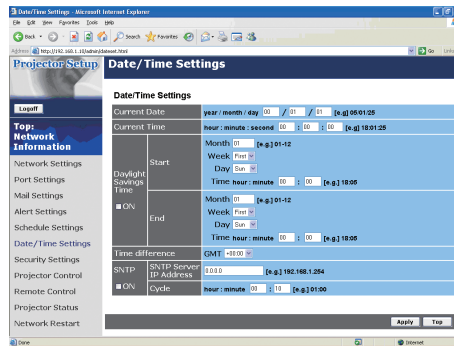 Date/Time Settings - Microsoft Internet Explorer
File Edit View Favorites Tools Help
Back Search Favorites
Address http://192.168.1.10/admin/dateset.html Go Links
Projector Setup
Date/Time Settings
Logoff
Top:
Network
Information
Network Settings
Port Settings
Mail Settings
Alert Settings
Schedule Settings
Date/Time Settings
Security Settings
Projector Control
Remote Control
Projector Status
Network Restart
Date/Time Settings
Current Date year / month / day 00 / 01 / 01 [e.g] 05/01/25
Current Time hour : minute : second 00 : 00 : 00 [e.g] 18:01:25
Daylight Savings Time
ON
Start
Month 01 [e.g.] 01-12
Week First
Day Sun
Time hour : minute 00 : 00 [e.g.] 18:05
End
Month 01 [e.g.] 01-12
Week First
Day Sun
Time hour : minute 00 : 00 [e.g.] 18:05
Time difference GMT +00:00
SNTP
ON
SNTP Server IP Address 0.0.0.0 [e.g.] 192.168.1.254
Cycle hour : minute 00 : 10 [e.g.] 01:00
Apply Top
Done Internet